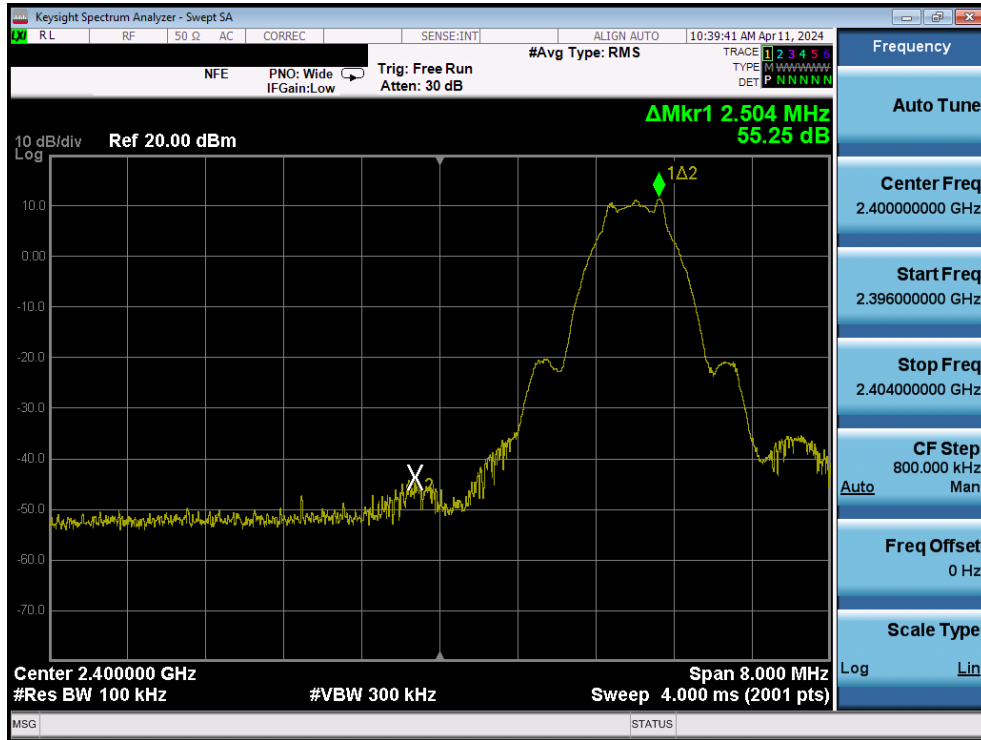 Keysight Spectrum Analyzer - Swept SA
LXI RL RF 50 Ω AC CORREC SENSE:INT ALIGN AUTO 10:39:41 AM Apr 11, 2024
NFE PNO: Wide Trig: Free Run #Avg Type: RMS TRACE 1 2 3 4 5 6
IFGain:Low Atten: 30 dB TYPE M WWWWW
DET P N N N N N
ΔMkr1 2.504 MHz
55.25 dB
10 dB/div Ref 20.00 dBm
Log
1Δ2
10.0
0.00
-10.0
-20.0
-30.0
-40.0
X2
-50.0
-60.0
-70.0
Center 2.400000 GHz Span 8.000 MHz
#Res BW 100 kHz #VBW 300 kHz Sweep 4.000 ms (2001 pts)
MSG STATUS
Frequency
Auto Tune
Center Freq
2.400000000 GHz
Start Freq
2.396000000 GHz
Stop Freq
2.404000000 GHz
CF Step
800.000 kHz
Auto Man
Freq Offset
0 Hz
Scale Type
Log Lin